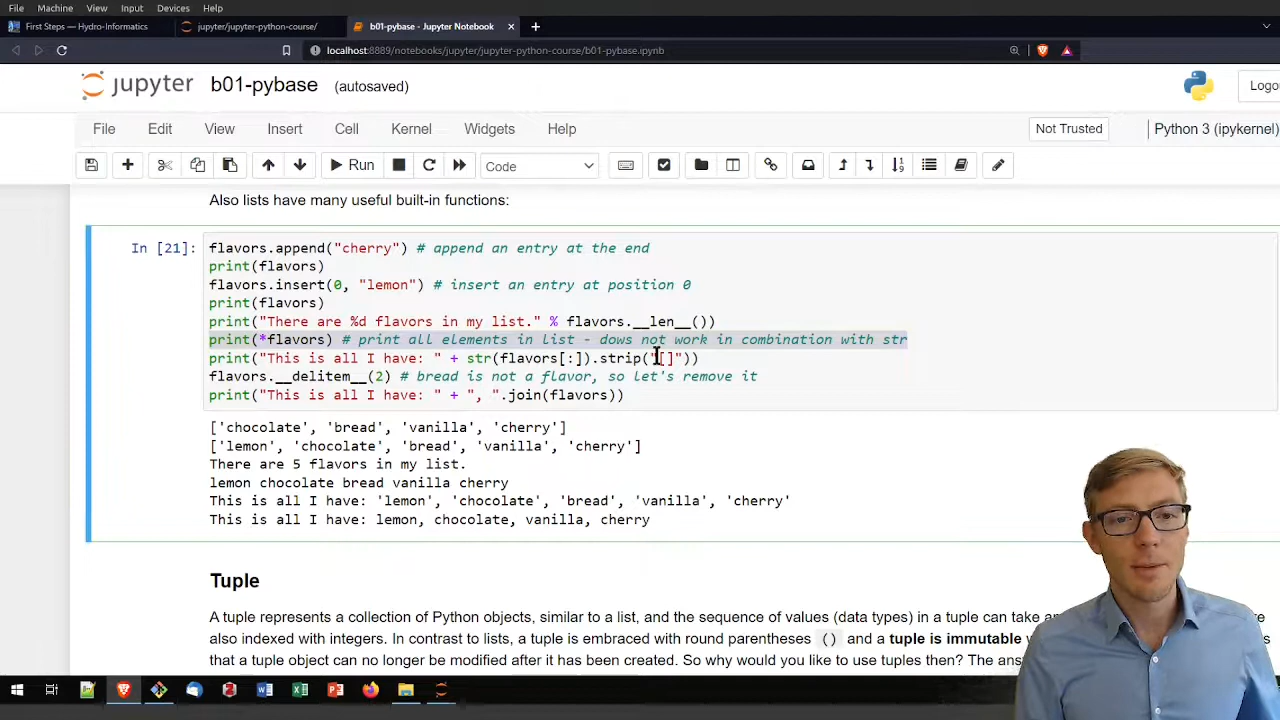 File Machine View Input Devices Help
First Steps — Hydro-Informatics
jupyter/jupyter-python-course/
b01-pybase - Jupyter Notebook
localhost:8889/notebooks/jupyter/jupyter-python-course/b01-pybase.ipynb
jupyter b01-pybase (autosaved)
Logo
File Edit View Insert Cell Kernel Widgets Help
Not Trusted
Python 3 (ipykernel)
Run
Code
Also lists have many useful built-in functions:
In [21]:
flavors.append("cherry") # append an entry at the end
print(flavors)
flavors.insert(0, "lemon") # insert an entry at position 0
print(flavors)
print("There are %d flavors in my list." % flavors.__len__())
print(*flavors) # print all elements in list - dows not work in combination with str
print("This is all I have: " + str(flavors[:]).strip("[]"))
flavors.__delitem__(2) # bread is not a flavor, so let's remove it
print("This is all I have: " + ", ".join(flavors))
['chocolate', 'bread', 'vanilla', 'cherry']
['lemon', 'chocolate', 'bread', 'vanilla', 'cherry']
There are 5 flavors in my list.
lemon chocolate bread vanilla cherry
This is all I have: 'lemon', 'chocolate', 'bread', 'vanilla', 'cherry'
This is all I have: lemon, chocolate, vanilla, cherry
Tuple
A tuple represents a collection of Python objects, similar to a list, and the sequence of values (data types) in a tuple can take
also indexed with integers. In contrast to lists, a tuple is embraced with round parentheses () and a tuple is immutable
that a tuple object can no longer be modified after it has been created. So why would you like to use tuples then? The